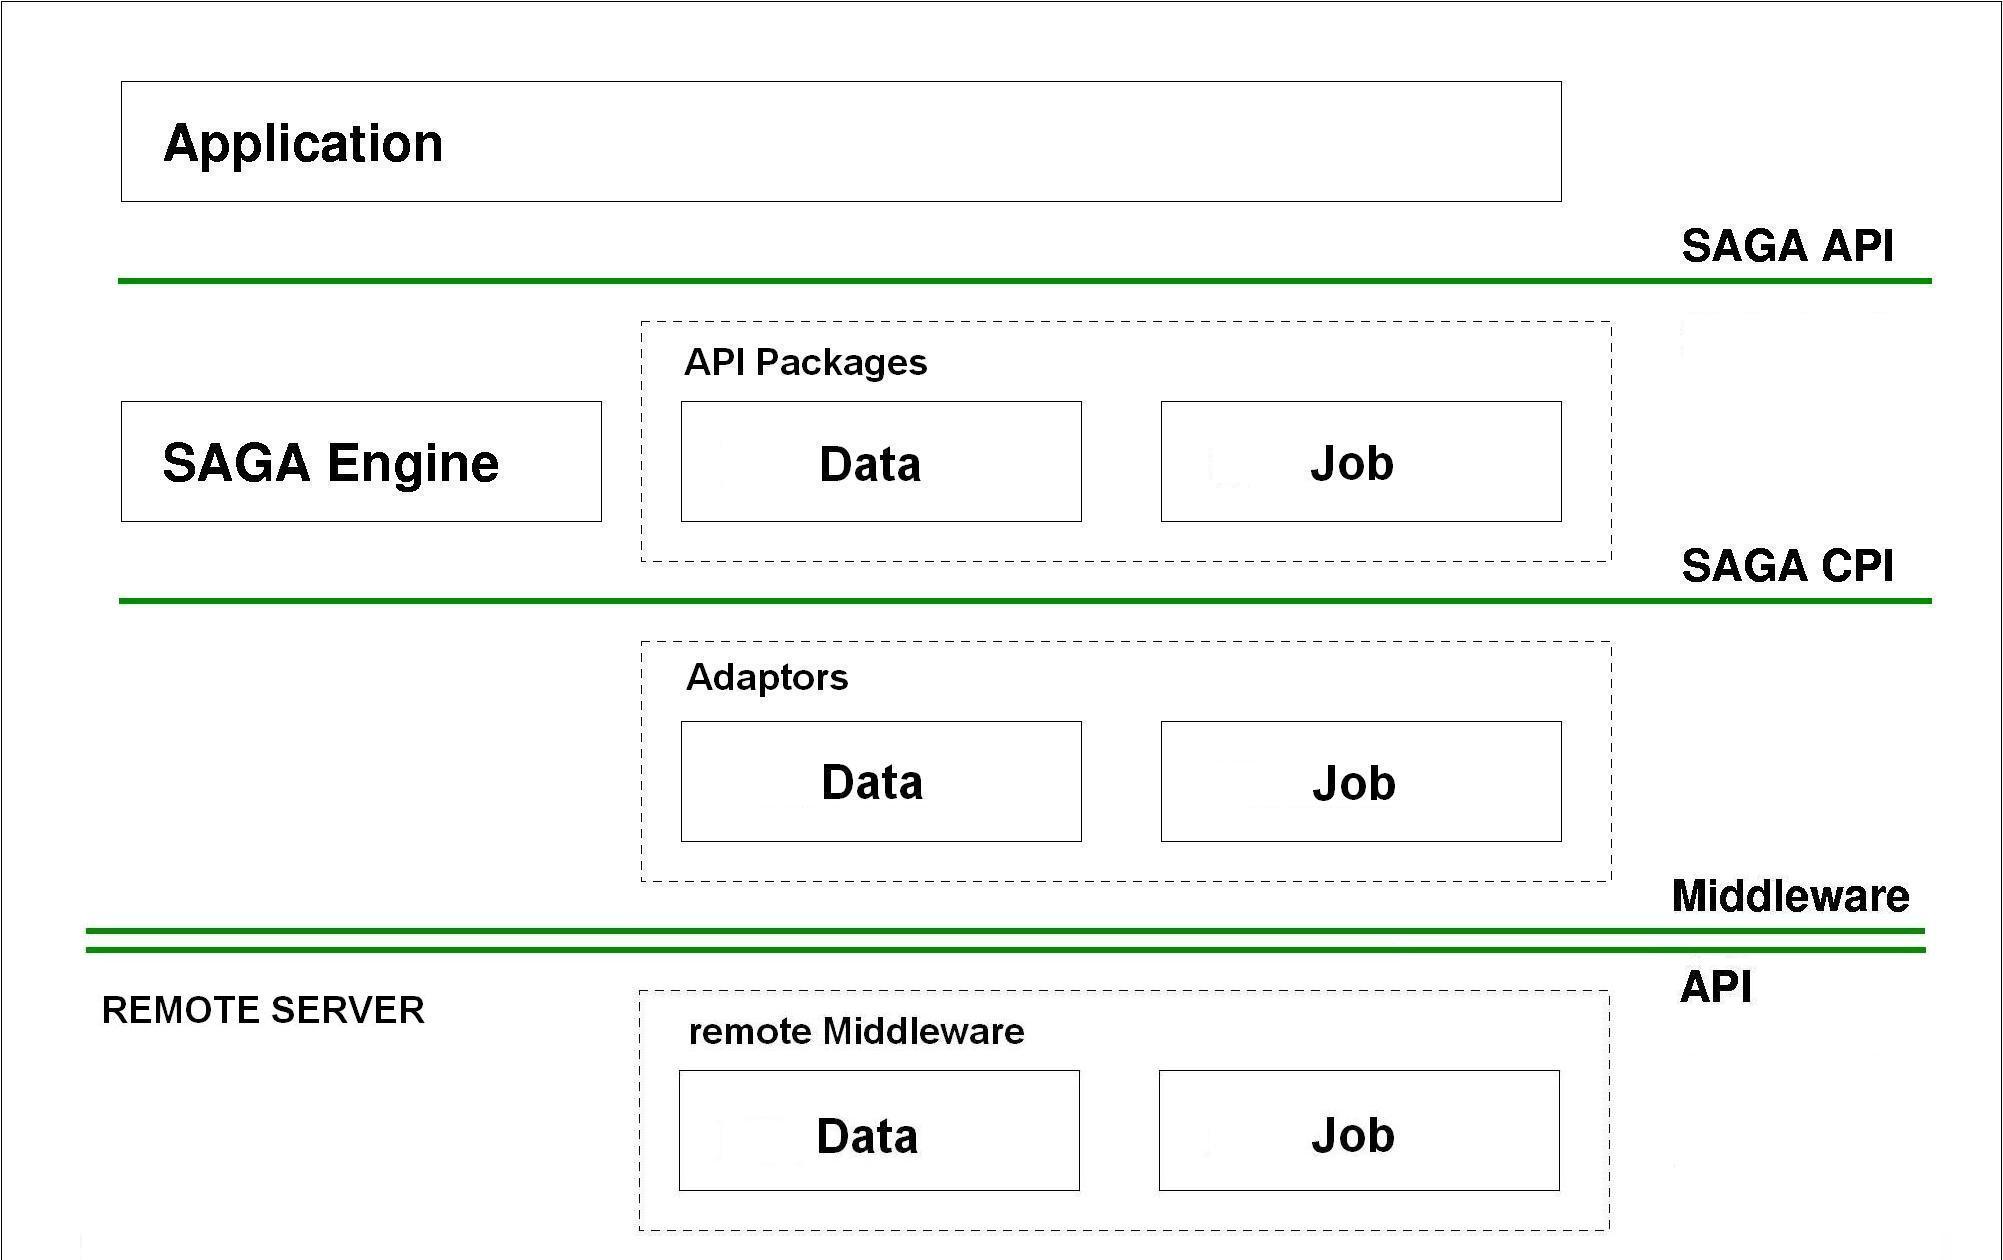 Application
SAGA API
API Packages
SAGA Engine
Data
Job
SAGA CPI
Adaptors
Data
Job
Middleware
API
REMOTE SERVER
remote Middleware
Data
Job